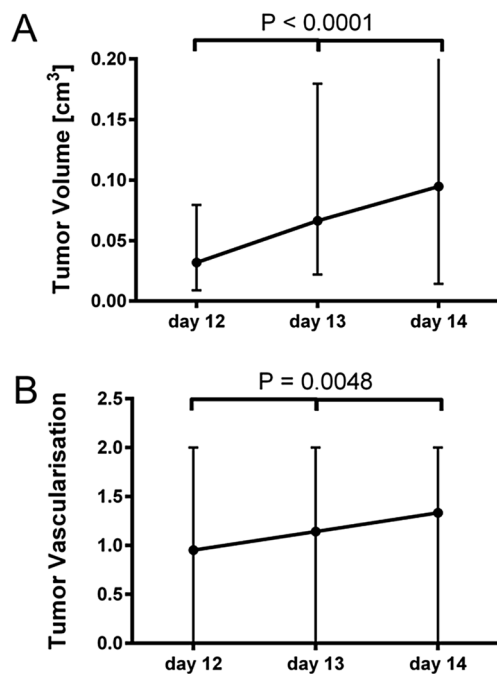 A
P < 0.0001
Tumor Volume [cm³]
0.20
0.15
0.10
0.05
0.00
day 12 day 13 day 14
B
P = 0.0048
Tumor Vascularisation
2.5
2.0
1.5
1.0
0.5
0.0
day 12 day 13 day 14